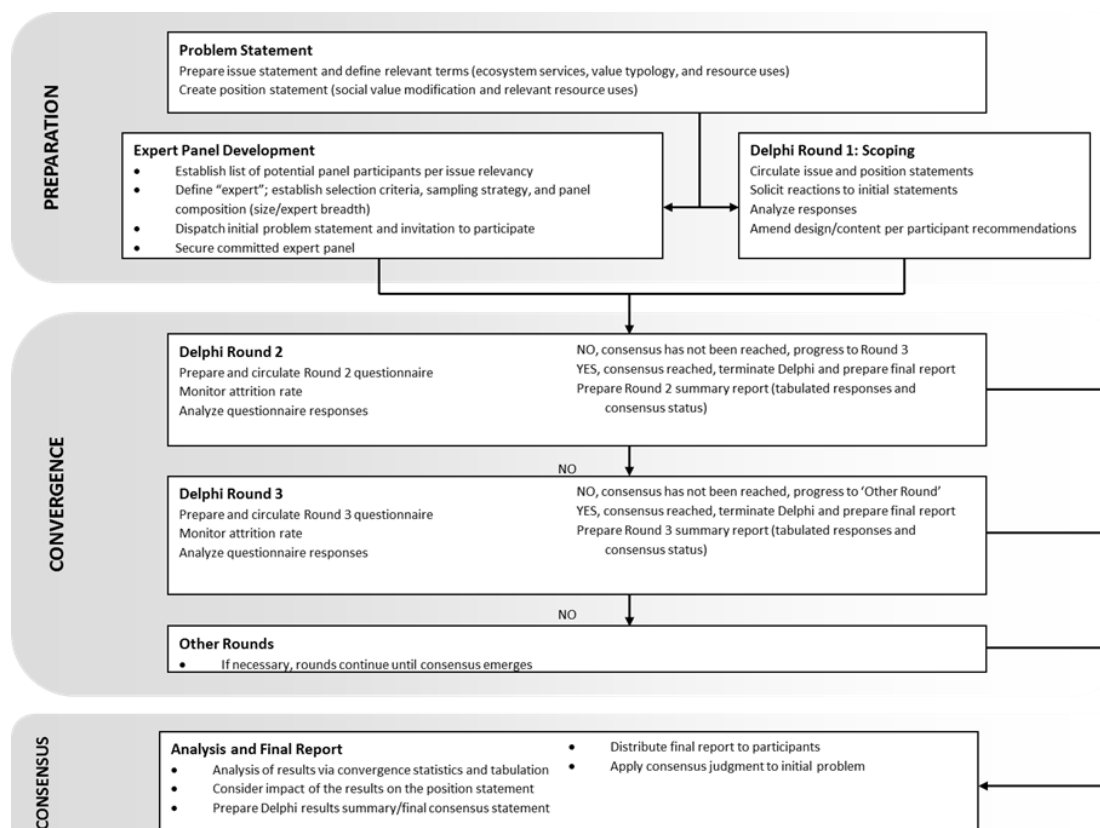 PREPARATION
Problem Statement
Prepare issue statement and define relevant terms (ecosystem services, value typology, and resource uses)
Create position statement (social value modification and relevant resource uses)
Expert Panel Development
• Establish list of potential panel participants per issue relevancy
• Define “expert”; establish selection criteria, sampling strategy, and panel
composition (size/expert breadth)
• Dispatch initial problem statement and invitation to participate
• Secure committed expert panel
Delphi Round 1: Scoping
Circulate issue and position statements
Solicit reactions to initial statements
Analyze responses
Amend design/content per participant recommendations
CONVERGENCE
Delphi Round 2
Prepare and circulate Round 2 questionnaire
Monitor attrition rate
Analyze questionnaire responses
NO, consensus has not been reached, progress to Round 3
YES, consensus reached, terminate Delphi and prepare final report
Prepare Round 2 summary report (tabulated responses and
consensus status)
NO
Delphi Round 3
Prepare and circulate Round 3 questionnaire
Monitor attrition rate
Analyze questionnaire responses
NO, consensus has not been reached, progress to ‘Other Round’
YES, consensus reached, terminate Delphi and prepare final report
Prepare Round 3 summary report (tabulated responses and
consensus status)
NO
Other Rounds
• If necessary, rounds continue until consensus emerges
CONSENSUS
Analysis and Final Report
• Analysis of results via convergence statistics and tabulation
• Consider impact of the results on the position statement
• Prepare Delphi results summary/final consensus statement
• Distribute final report to participants
• Apply consensus judgment to initial problem